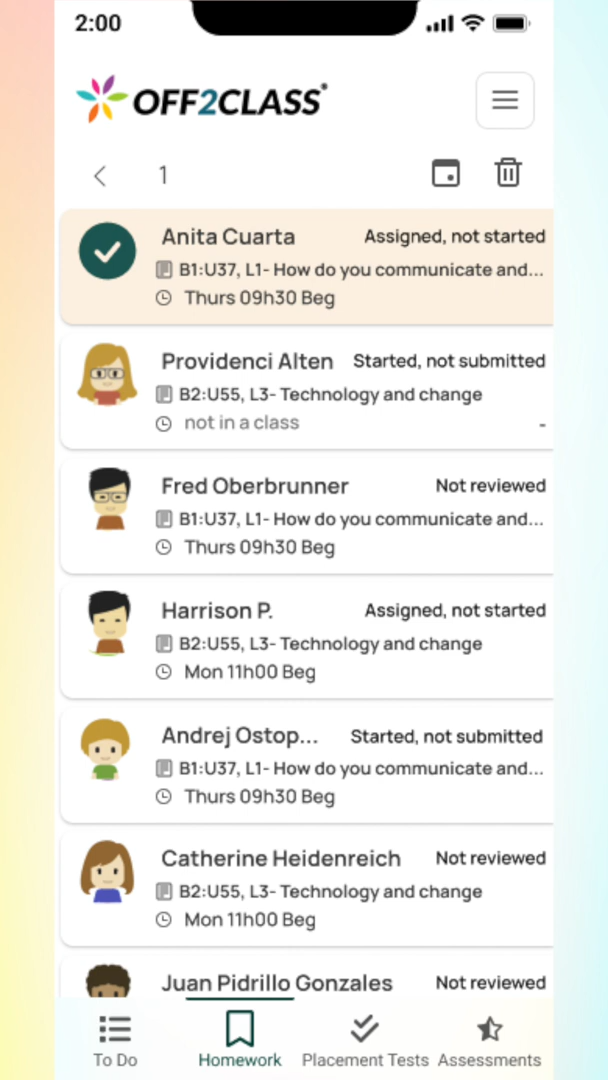 2:00
OFF2CLASS®
1
Anita Cuarta Assigned, not started
B1:U37, L1- How do you communicate and...
Thurs 09h30 Beg
Providenci Alten Started, not submitted
B2:U55, L3- Technology and change
not in a class -
Fred Oberbrunner Not reviewed
B1:U37, L1- How do you communicate and...
Thurs 09h30 Beg
Harrison P. Assigned, not started
B2:U55, L3- Technology and change
Mon 11h00 Beg
Andrej Ostop... Started, not submitted
B1:U37, L1- How do you communicate and...
Thurs 09h30 Beg
Catherine Heidenreich Not reviewed
B2:U55, L3- Technology and change
Mon 11h00 Beg
Juan Pidrillo Gonzales Not reviewed
To Do Homework Placement Tests Assessments